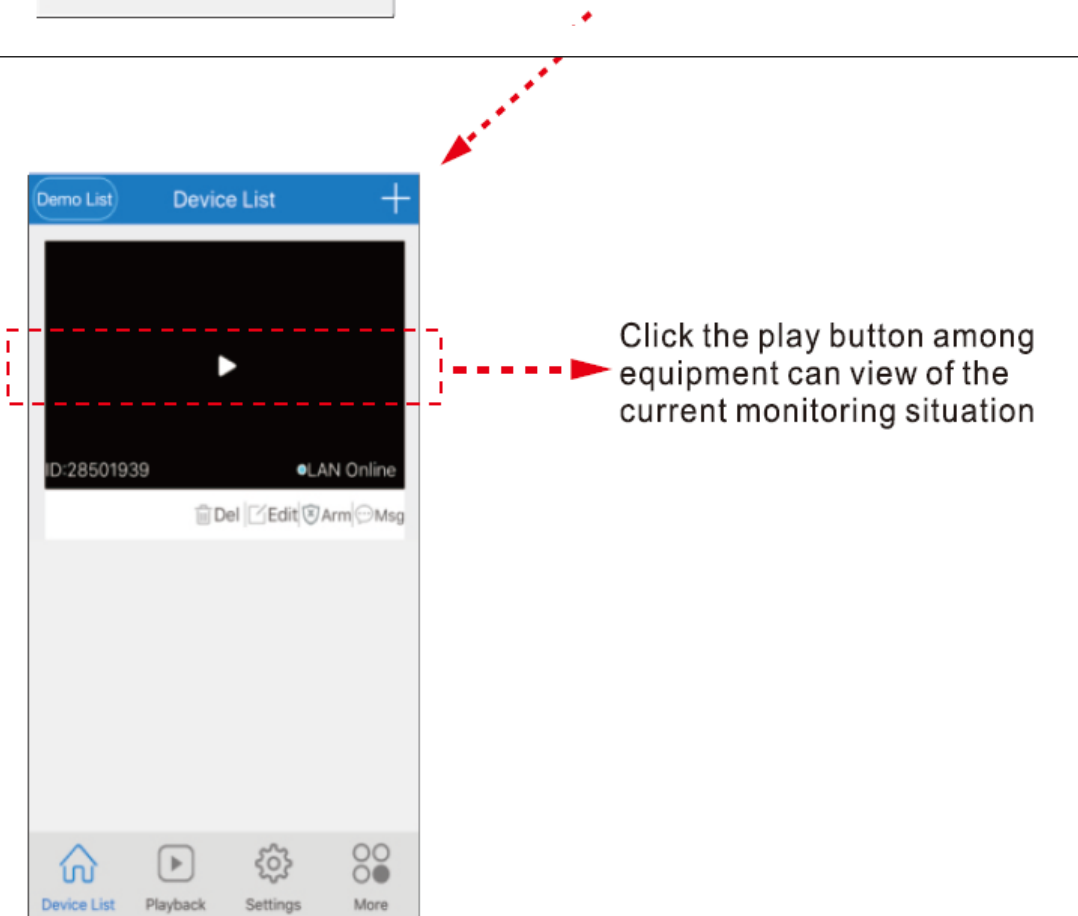 Demo List Device List
Click the play button among
equipment can view of the
current monitoring situation
ID:28501939 LAN Online
Del Edit Arm Msg
Device List Playback Settings More